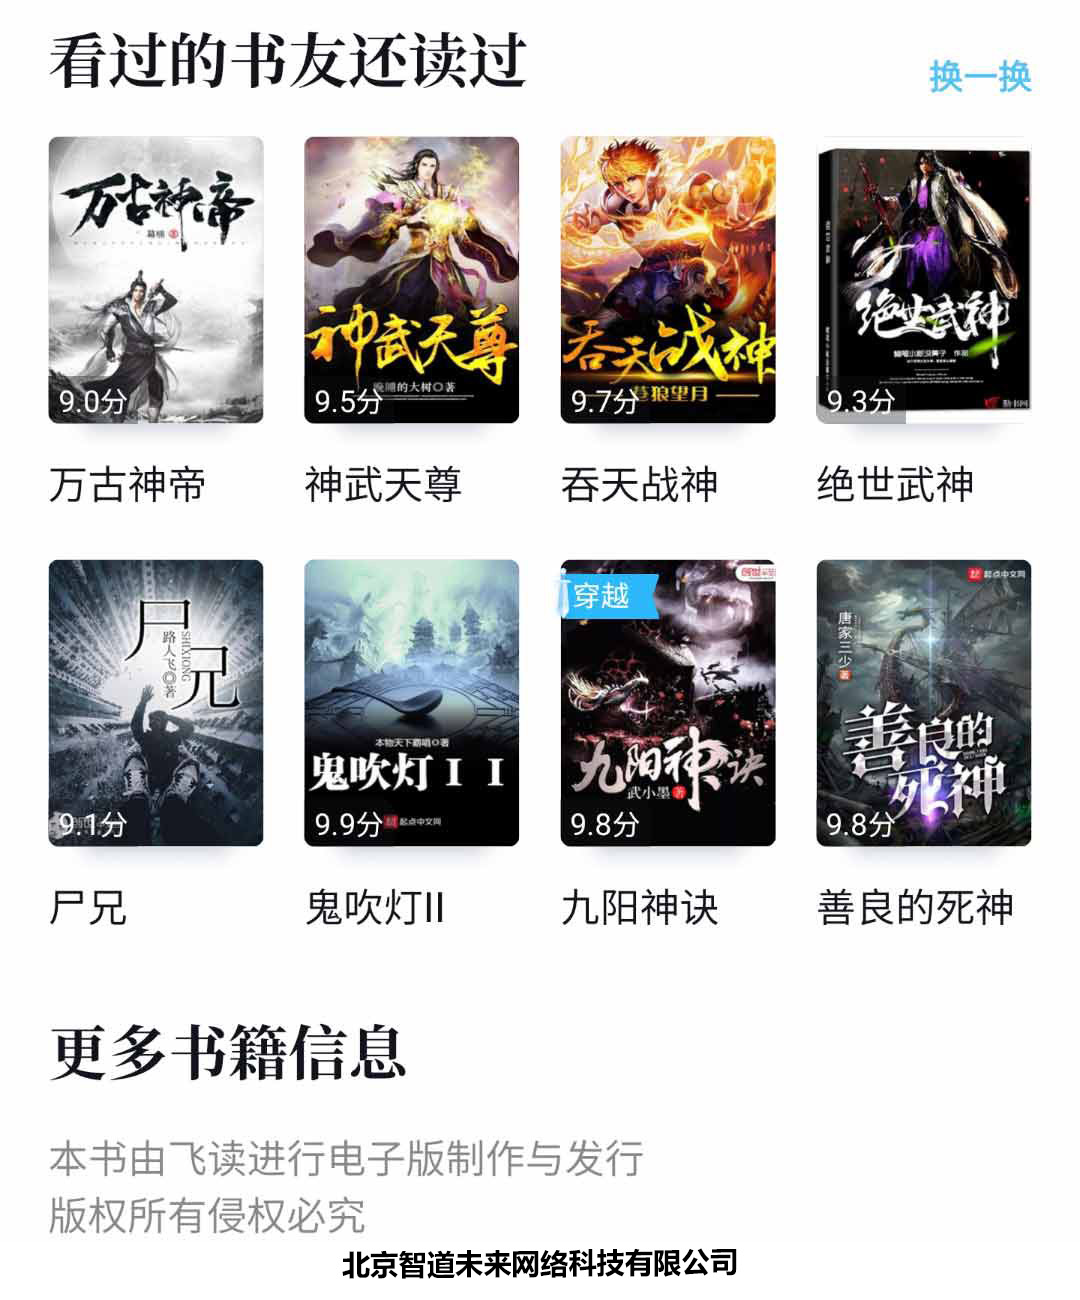 看过的书友还读过
换一换
万古神帝
9.0分
神武天尊
的大树◎著
9.5分
吞天战神
苍狼望月
9.7分
绝世武神
9.3分
万古神帝
神武天尊
吞天战神
绝世武神
尸兄
路人飞◎著
SHIXIONG
9.1分
本物天下霸唱◎著
鬼吹灯II
9.9分
起点中文网
穿越
九阳神诀
武小墨 著
9.8分
起点中文网
唐家三少 著
善良的
死神
9.8分
尸兄
鬼吹灯II
九阳神诀
善良的死神
更多书籍信息
本书由飞读进行电子版制作与发行
版权所有侵权必究
北京智道未来网络科技有限公司